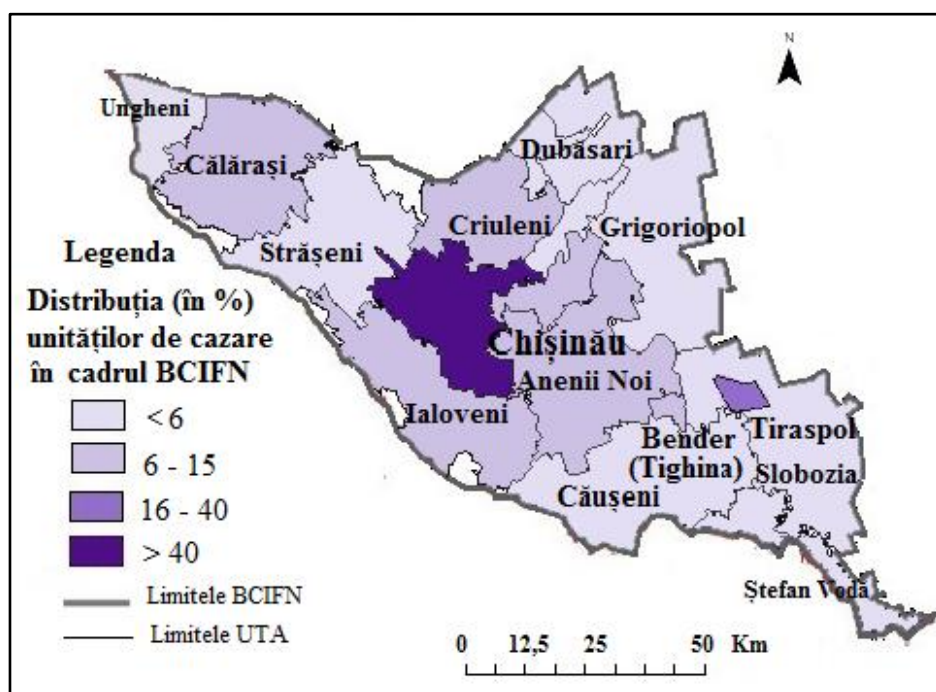 N
Ungheni
Călărași
Dubăsari
Criuleni
Grigoriopol
Strășeni
Legenda
Distribuția (în %)
unităților de cazare
în cadrul BCIFN
< 6
6 - 15
16 - 40
> 40
Limitele BCIFN
Limitele UTA
Chișinău
Anenii Noi
Ialoveni
Bender
(Tighina)
Tiraspol
Slobozia
Căușeni
Ștefan Vodă
0 12,5 25 50 Km